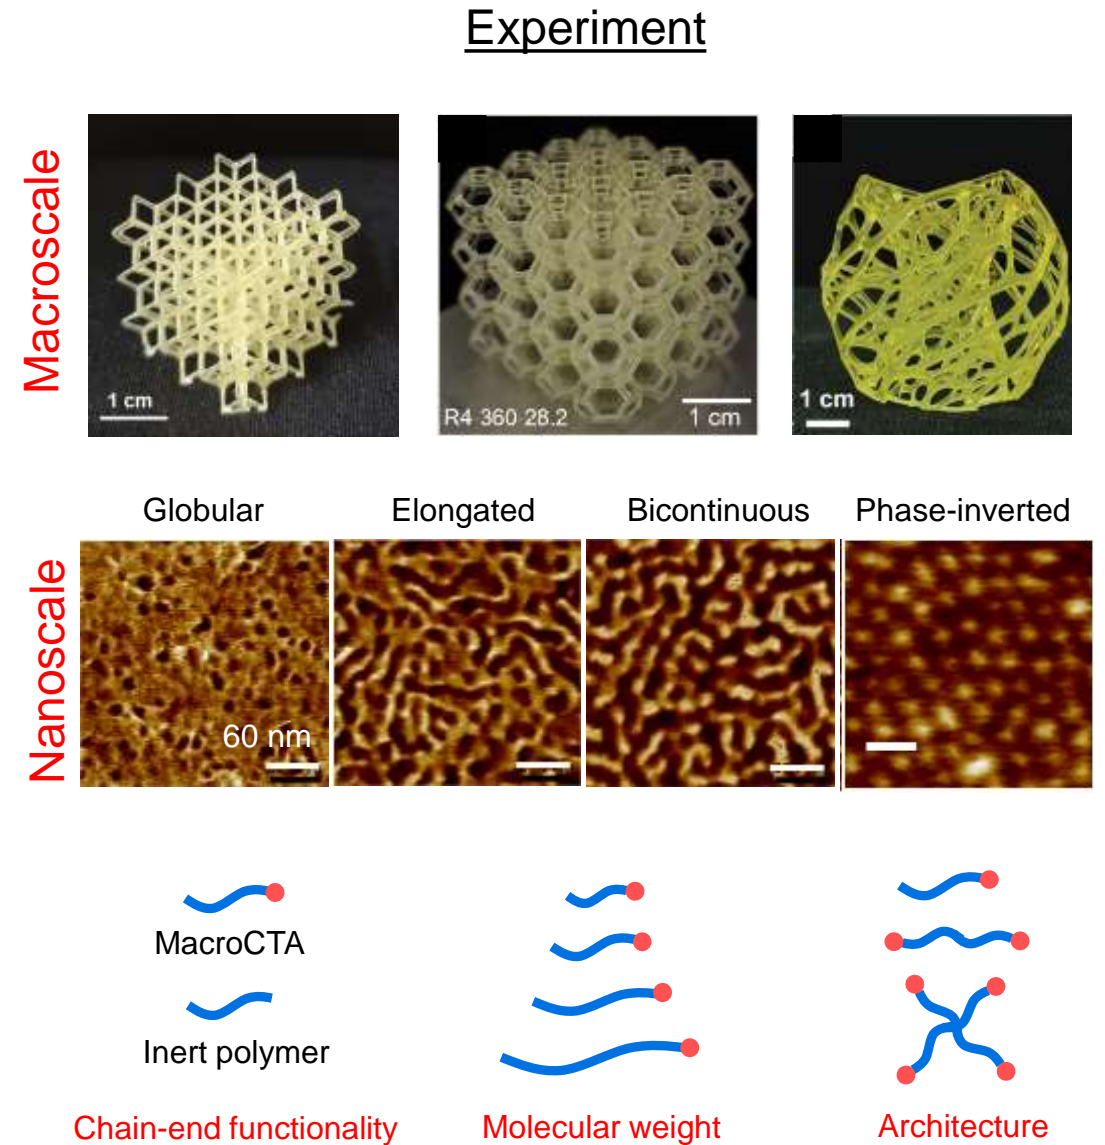 Experiment
Macroscale
1 cm
R4 360 28.2
1 cm
1 cm
Globular
Elongated
Bicontinuous
Phase-inverted
Nanoscale
60 nm
MacroCTA
Inert polymer
Chain-end functionality
Molecular weight
Architecture